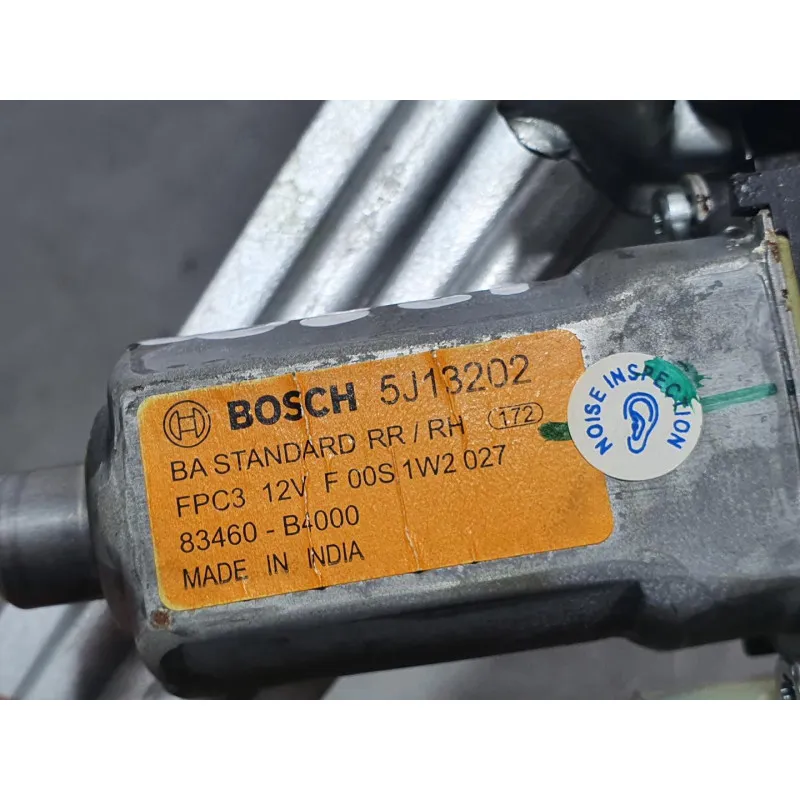 BOSCH 5J13202
BA STANDARD RR / RH 172
FPC3 12V F 00S 1W2 027
83460 - B4000
MADE IN INDIA
NOISE INSPECTION